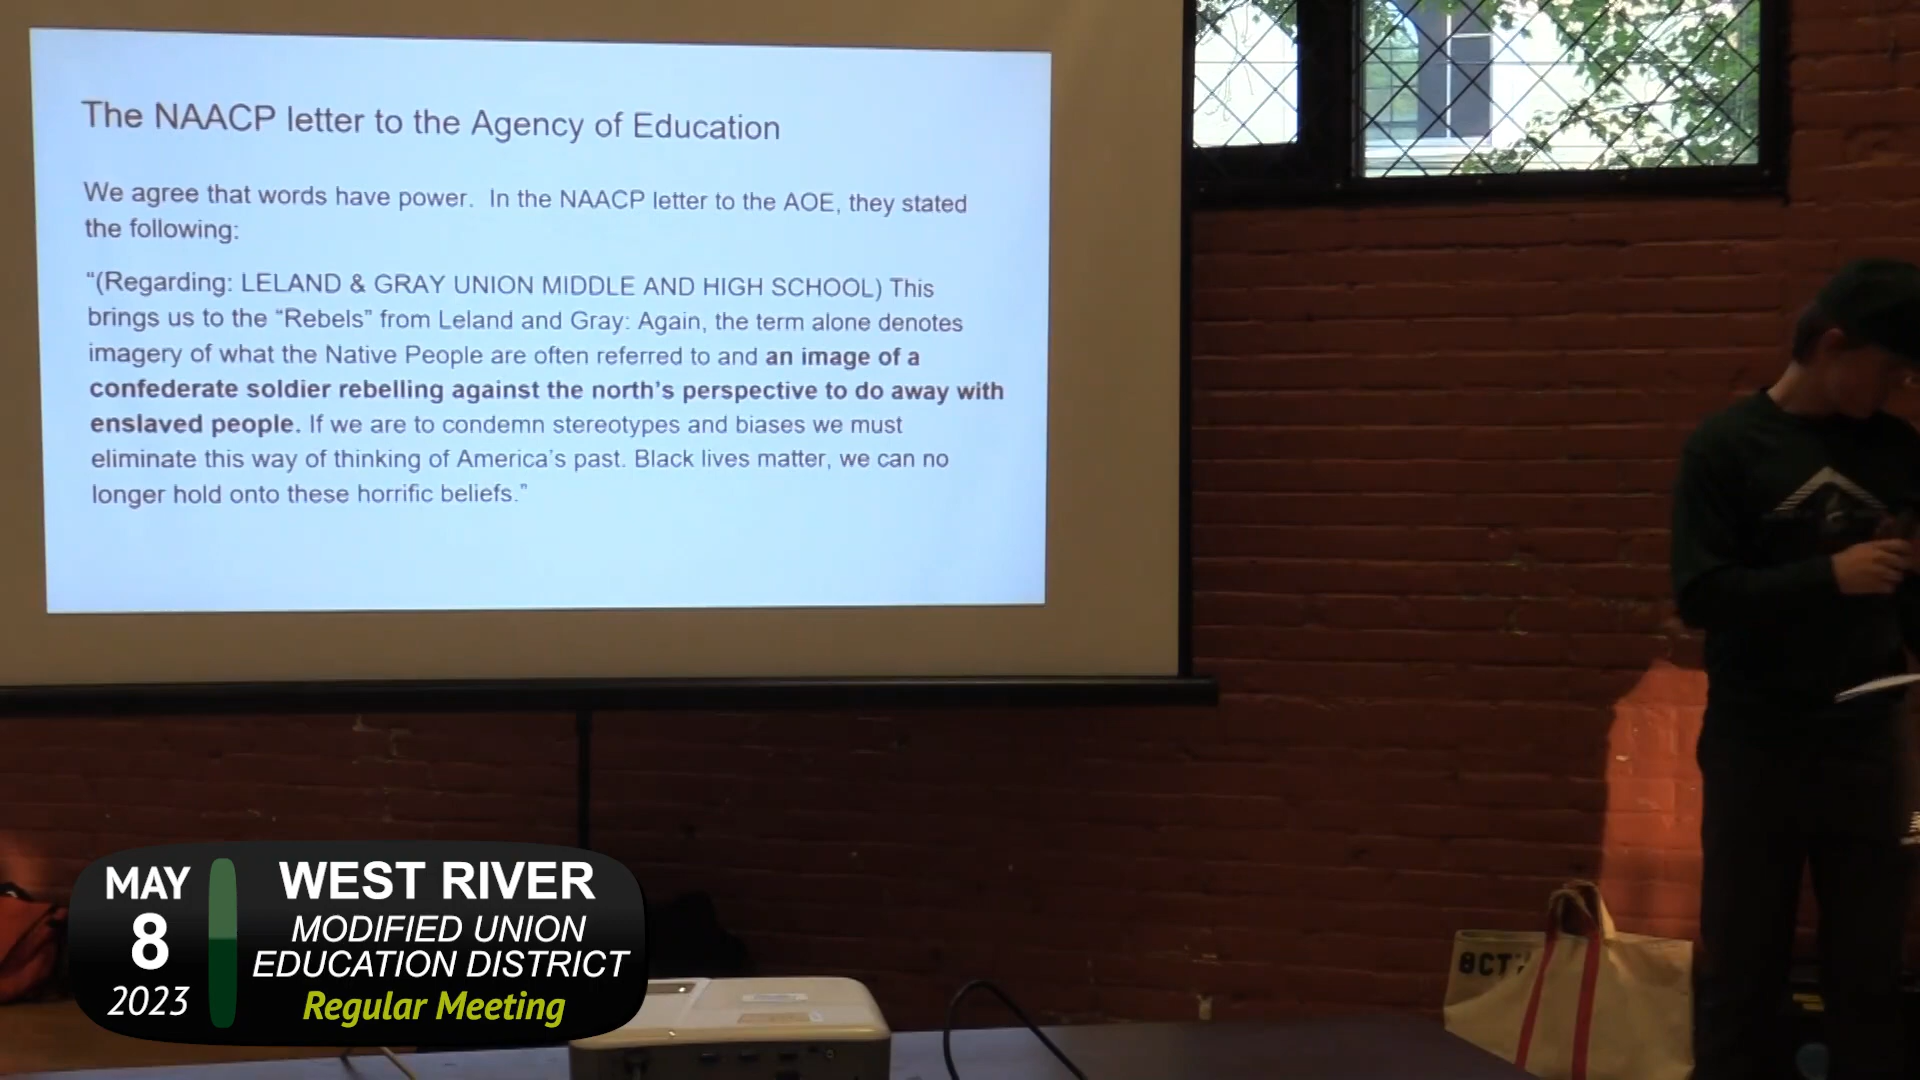 The NAACP letter to the Agency of Education
We agree that words have power.  In the NAACP letter to the AOE, they stated
the following:
“(Regarding: LELAND & GRAY UNION MIDDLE AND HIGH SCHOOL) This
brings us to the “Rebels” from Leland and Gray: Again, the term alone denotes
imagery of what the Native People are often referred to and an image of a
confederate soldier rebelling against the north’s perspective to do away with
enslaved people. If we are to condemn stereotypes and biases we must
eliminate this way of thinking of America’s past. Black lives matter, we can no
longer hold onto these horrific beliefs.”
MAY
8
2023
WEST RIVER
MODIFIED UNION
EDUCATION DISTRICT
Regular Meeting